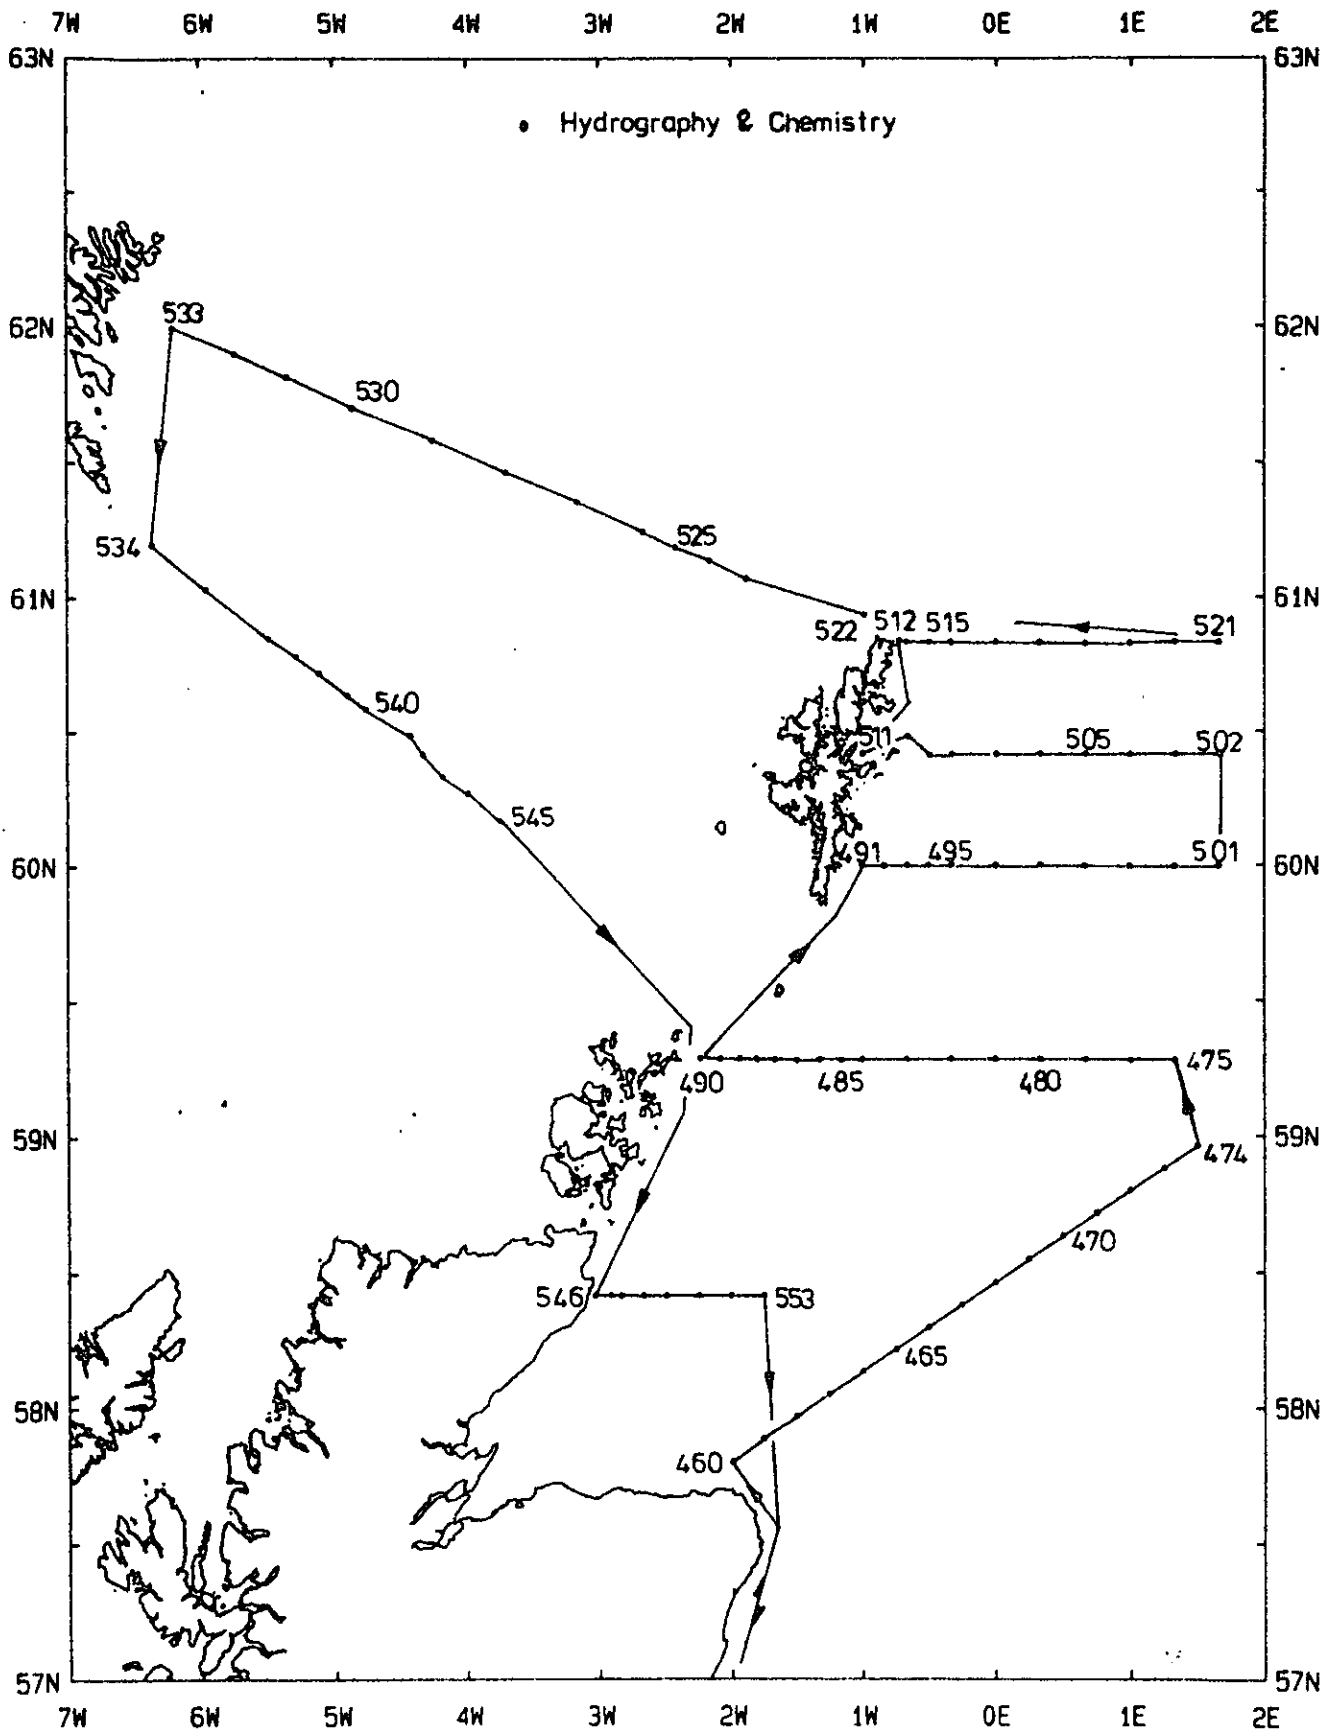 7W 6W 5W 4W 3W 2W 1W 0E 1E 2E
63N 63N
• Hydrography & Chemistry
533
62N 62N
530
525
534
61N 61N
522 512 515 521
540
511 505 502
545
491 495 501
60N 60N
490 485 480 475
59N 59N
474
470
546 553
465
58N 58N
460
57N 57N
7W 6W 5W 4W 3W 2W 1W 0E 1E 2E